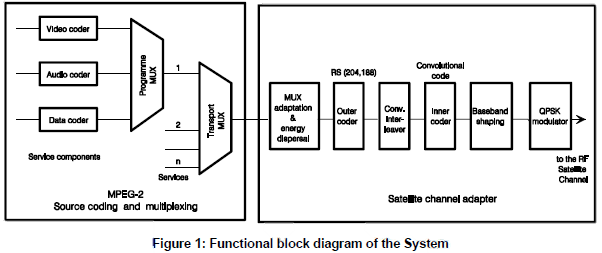 Video coder
Audio coder
Data coder
Service components
Programme
MUX
1
2
n
Services
Transport
MUX
MPEG-2
Source coding and multiplexing
MUX
adaptation
&
energy
dispersal
RS (204,188)
Outer
coder
Conv.
Inter-
leaver
Convolutional
code
Inner
coder
Baseband
shaping
QPSK
modulator
to the RF
Satellite
Channel
Satellite channel adapter
Figure 1: Functional block diagram of the System